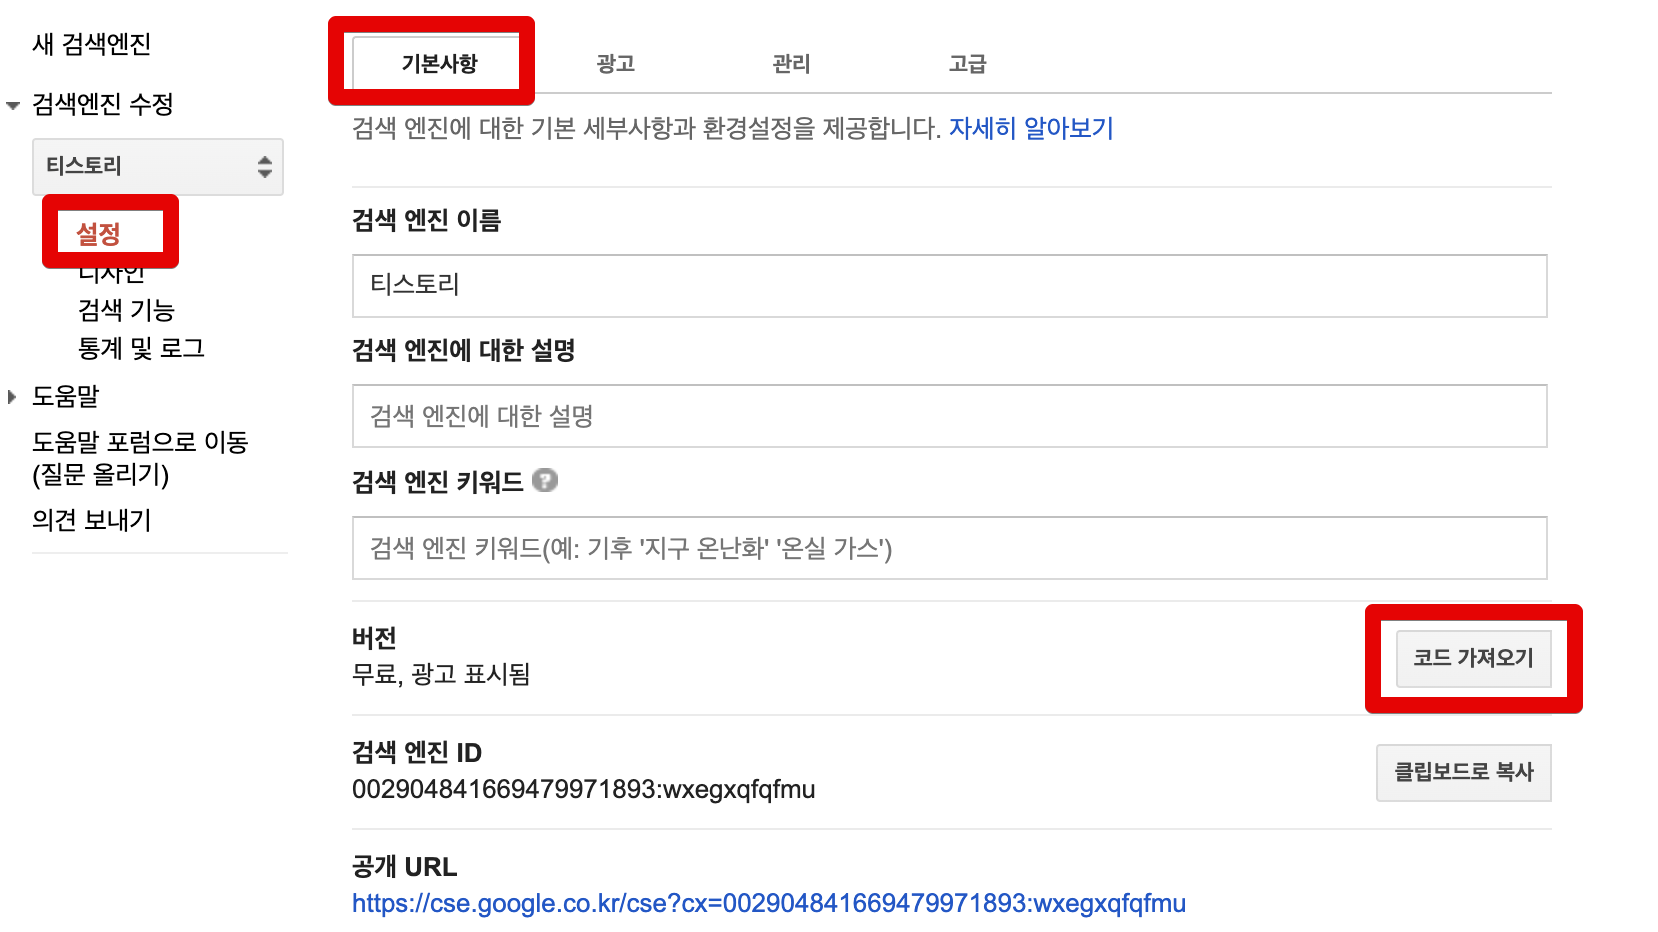 새 검색엔진
검색엔진 수정
티스토리
설정
디자인
검색 기능
통계 및 로그
도움말
도움말 포럼으로 이동
(질문 올리기)
의견 보내기
기본사항
광고
관리
고급
검색 엔진에 대한 기본 세부사항과 환경설정을 제공합니다. 자세히 알아보기
검색 엔진 이름
티스토리
검색 엔진에 대한 설명
검색 엔진에 대한 설명
검색 엔진 키워드 ?
검색 엔진 키워드(예: 기후 '지구 온난화' '온실 가스')
버전
무료, 광고 표시됨
코드 가져오기
검색 엔진 ID
002904841669479971893:wxegxqfqfmu
클립보드로 복사
공개 URL
https://cse.google.co.kr/cse?cx=002904841669479971893:wxegxqfqfmu